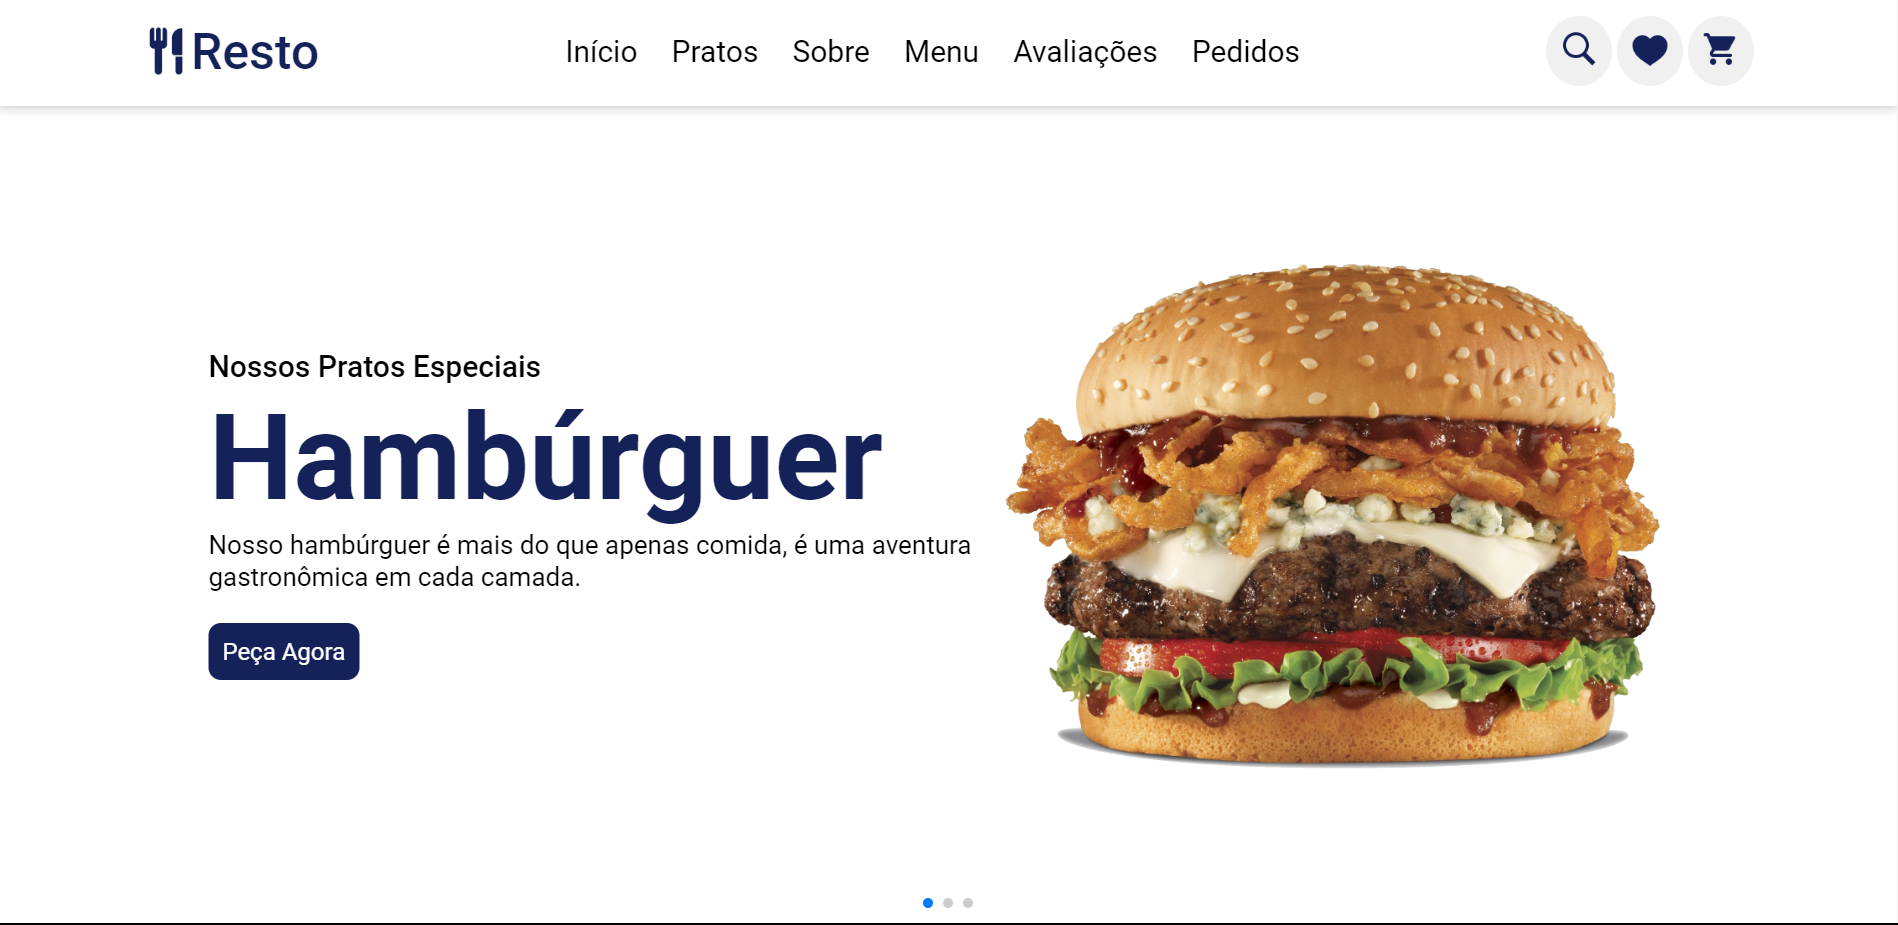 Resto
Início Pratos Sobre Menu Avaliações Pedidos
Nossos Pratos Especiais
Hambúrguer
Nosso hambúrguer é mais do que apenas comida, é uma aventura
gastronômica em cada camada.
Peça Agora